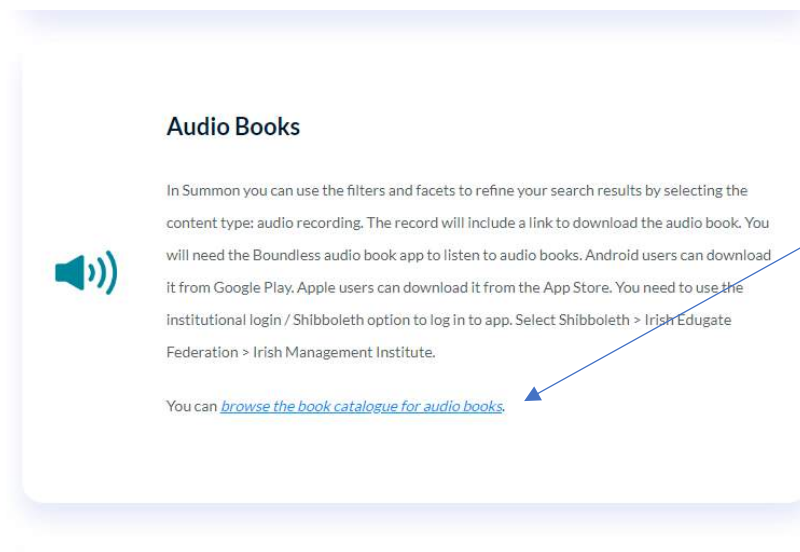 Audio Books
In Summon you can use the filters and facets to refine your search results by selecting the
content type: audio recording. The record will include a link to download the audio book. You
will need the Boundless audio book app to listen to audio books. Android users can download
it from Google Play. Apple users can download it from the App Store. You need to use the
institutional login / Shibboleth option to log in to app. Select Shibboleth > Irish Edugate
Federation > Irish Management Institute.
You can browse the book catalogue for audio books.